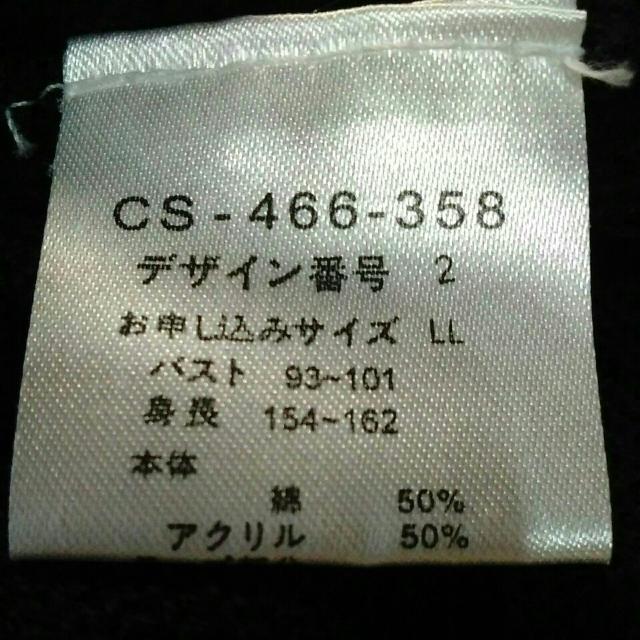 CS-466-358
デザイン番号 2
お申し込みサイズ LL
バスト 93~101
身長 154~162
本体
綿 50%
アクリル 50%